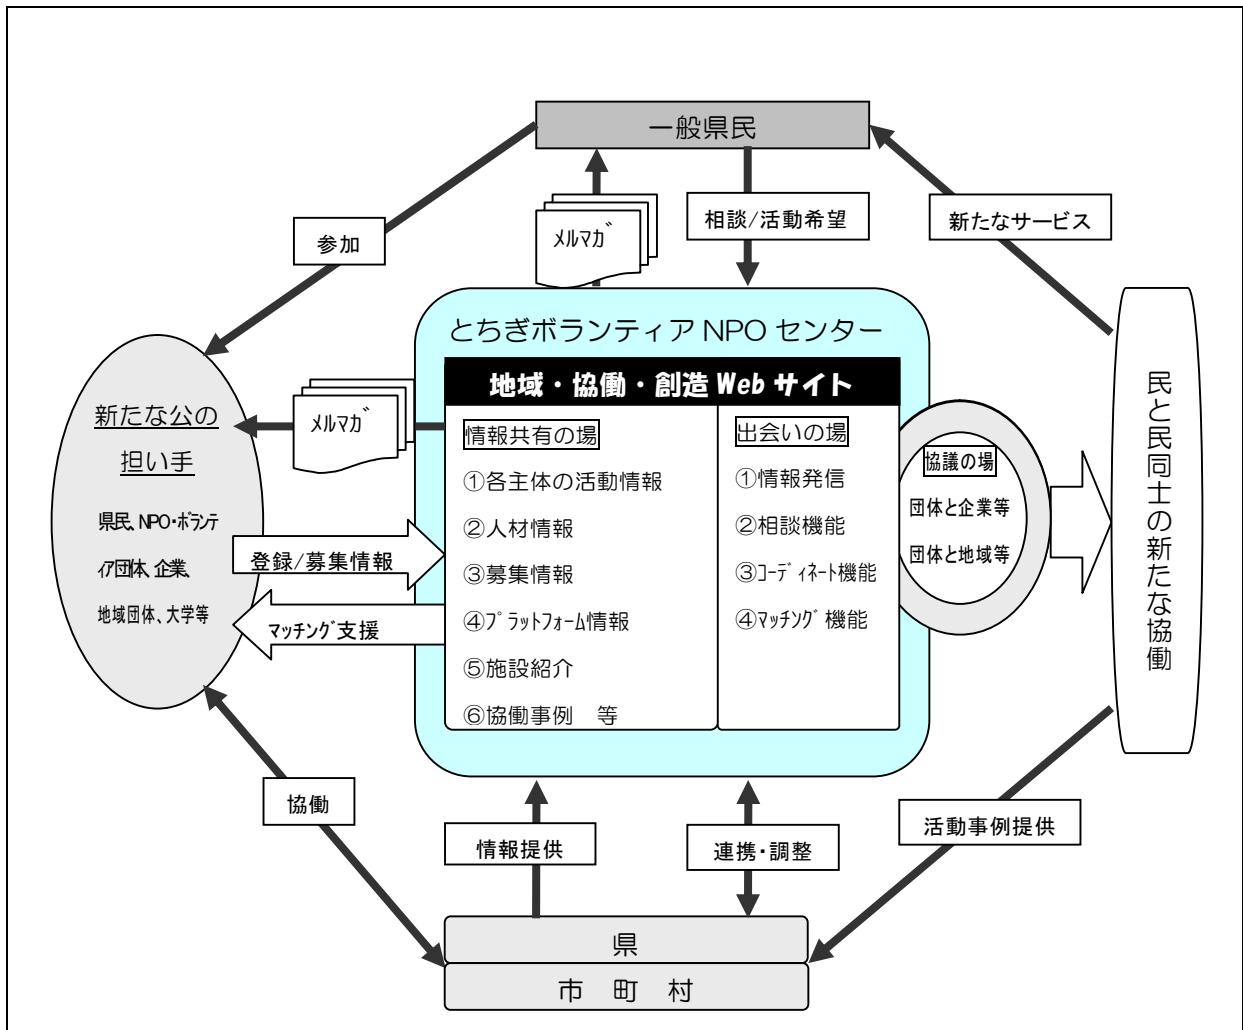 一般県民
メルマガ
相談/活動希望
新たなサービス
参加
とちぎボランティア NPO センター
地域・協働・創造 Web サイト
新たな公の
担い手
県民、NPO・ボランテ
ィア団体、企業、
地域団体、大学等
メルマガ
登録/募集情報
マッチング支援
情報共有の場
①各主体の活動情報
②人材情報
③募集情報
④プラットフォーム情報
⑤施設紹介
⑥協働事例 等
出会いの場
①情報発信
②相談機能
③コーディネート機能
④マッチング機能
協議の場
団体と企業等
団体と地域等
民と民同士の新たな協働
協働
情報提供
連携・調整
活動事例提供
県
市 町 村